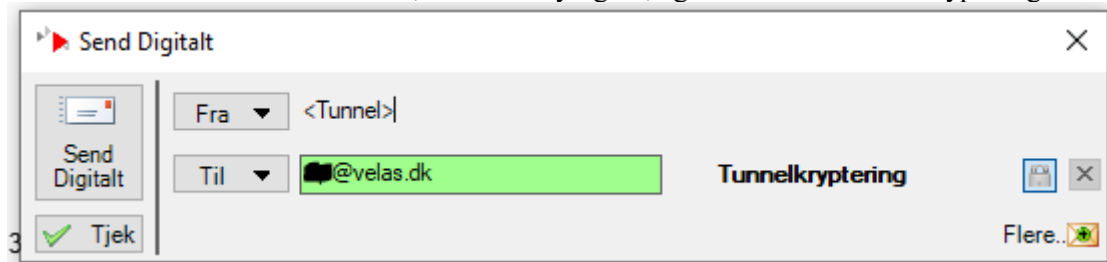 Send Digitalt
Fra <Tunnel>
Send
Digitalt
Til @velas.dk Tunnelkryptering
3 Tjek
Flere..